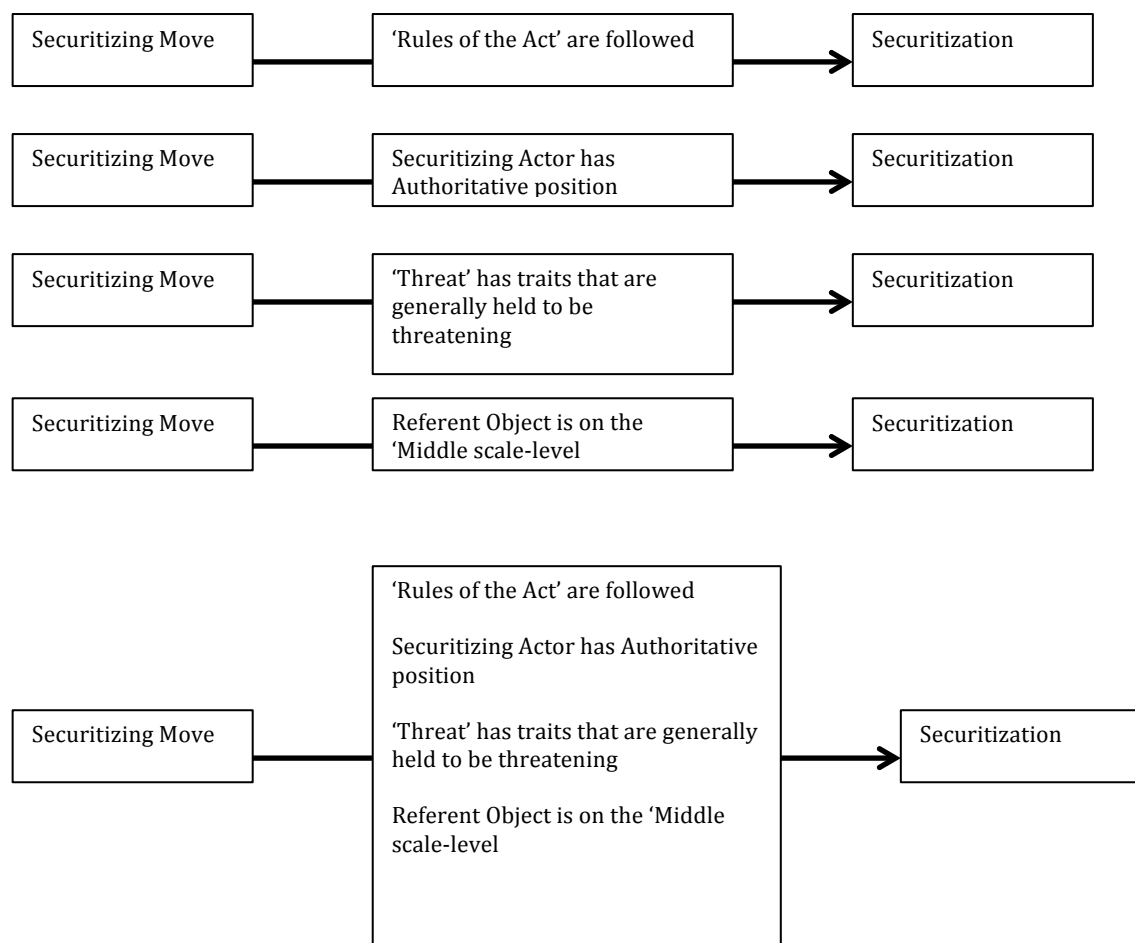 Securitizing Move
‘Rules of the Act’ are followed
Securitization
Securitizing Move
Securitizing Actor has
Authoritative position
Securitization
Securitizing Move
‘Threat’ has traits that are
generally held to be
threatening
Securitization
Securitizing Move
Referent Object is on the
‘Middle scale-level
Securitization
Securitizing Move
‘Rules of the Act’ are followed
Securitizing Actor has Authoritative
position
‘Threat’ has traits that are generally
held to be threatening
Referent Object is on the ‘Middle
scale-level
Securitization